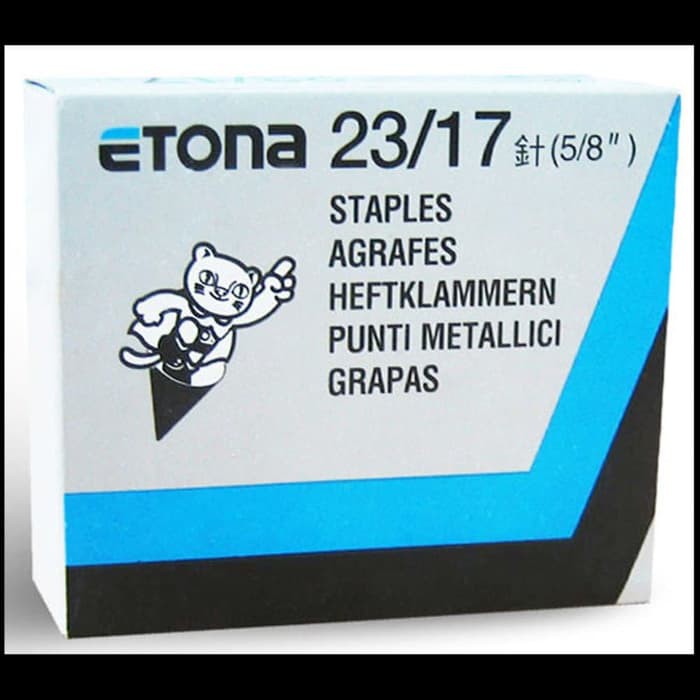 ETONA 23/17 針 (5/8")
STAPLES
AGRAFES
HEFTKLAMMERN
PUNTI METALLICI
GRAPAS